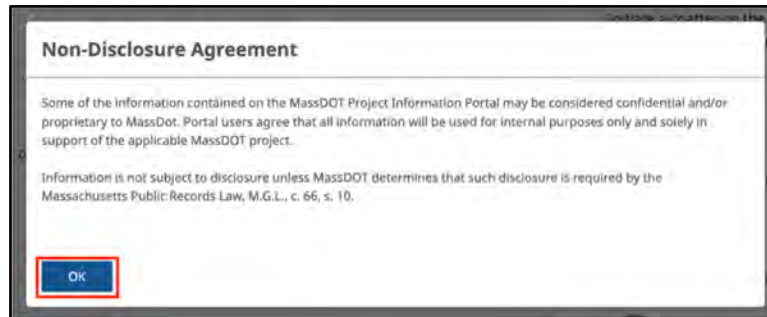 Non-Disclosure Agreement
Some of the information contained on the MassDOT Project Information Portal may be considered confidential and/or
proprietary to MassDot. Portal users agree that all information will be used for internal purposes only and solely in
support of the applicable MassDOT project.
Information is not subject to disclosure unless MassDOT determines that such disclosure is required by the
Massachusetts Public Records Law, M.G.L., c. 66, s. 10.
OK